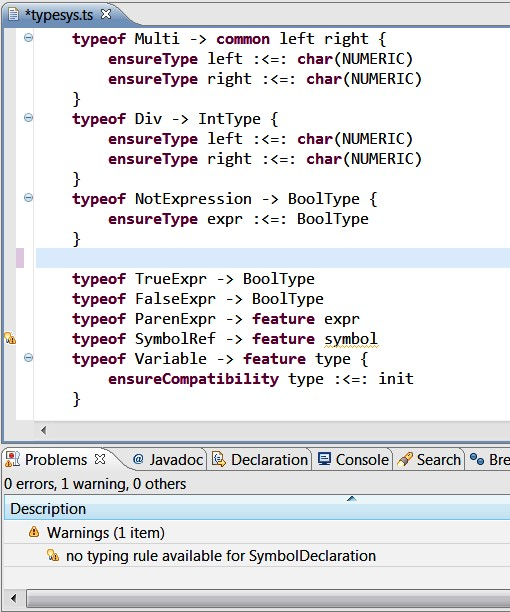 *typesys.ts
typeof Multi -> common left right {
ensureType left :<=: char(NUMERIC)
ensureType right :<=: char(NUMERIC)
}
typeof Div -> IntType {
ensureType left :<=: char(NUMERIC)
ensureType right :<=: char(NUMERIC)
}
typeof NotExpression -> BoolType {
ensureType expr :<=: BoolType
}
typeof TrueExpr -> BoolType
typeof FalseExpr -> BoolType
typeof ParenExpr -> feature expr
typeof SymbolRef -> feature symbol
typeof Variable -> feature type {
ensureCompatibility type :<=: init
}
Problems @ Javadoc Declaration Console Search Bre
0 errors, 1 warning, 0 others
Description
Warnings (1 item)
no typing rule available for SymbolDeclaration